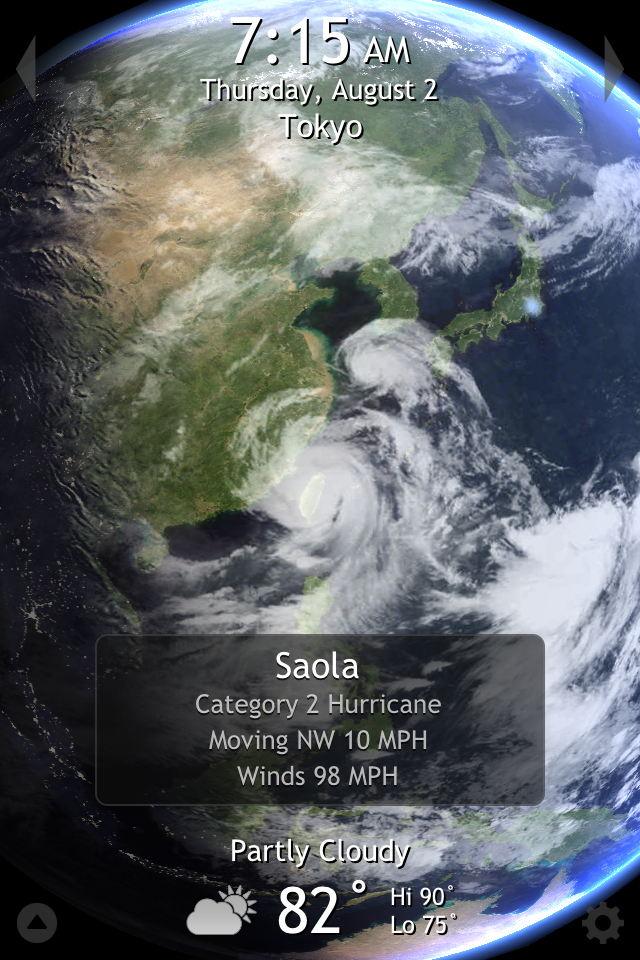 7:15 AM
Thursday, August 2
Tokyo
Saola
Category 2 Hurricane
Moving NW 10 MPH
Winds 98 MPH
Partly Cloudy
82° Hi 90°
Lo 75°